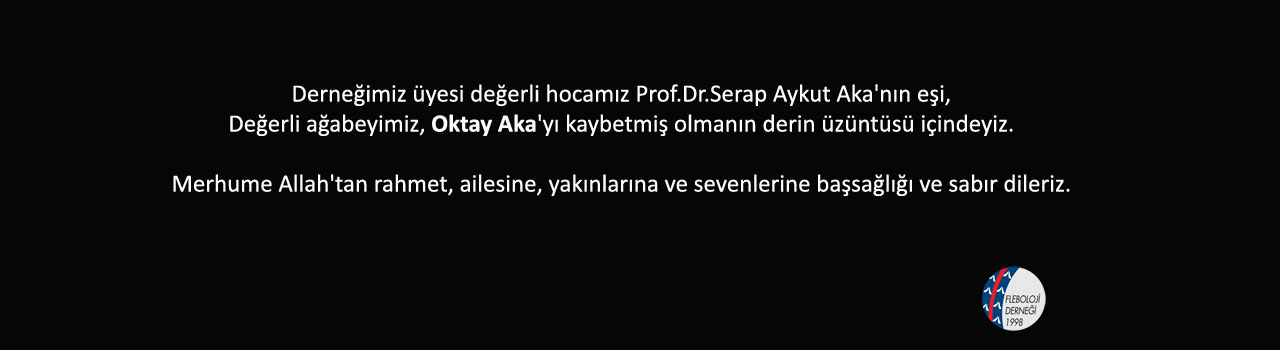 Derneğimiz üyesi değerli hocamız Prof.Dr.Serap Aykut Aka'nın eşi,
Değerli ağabeyimiz, Oktay Aka'yı kaybetmiş olmanın derin üzüntüsü içindeyiz.
Merhume Allah'tan rahmet, ailesine, yakınlarına ve sevenlerine başsağlığı ve sabır dileriz.
FLEBOLOJİ
DERNEĞİ
1998